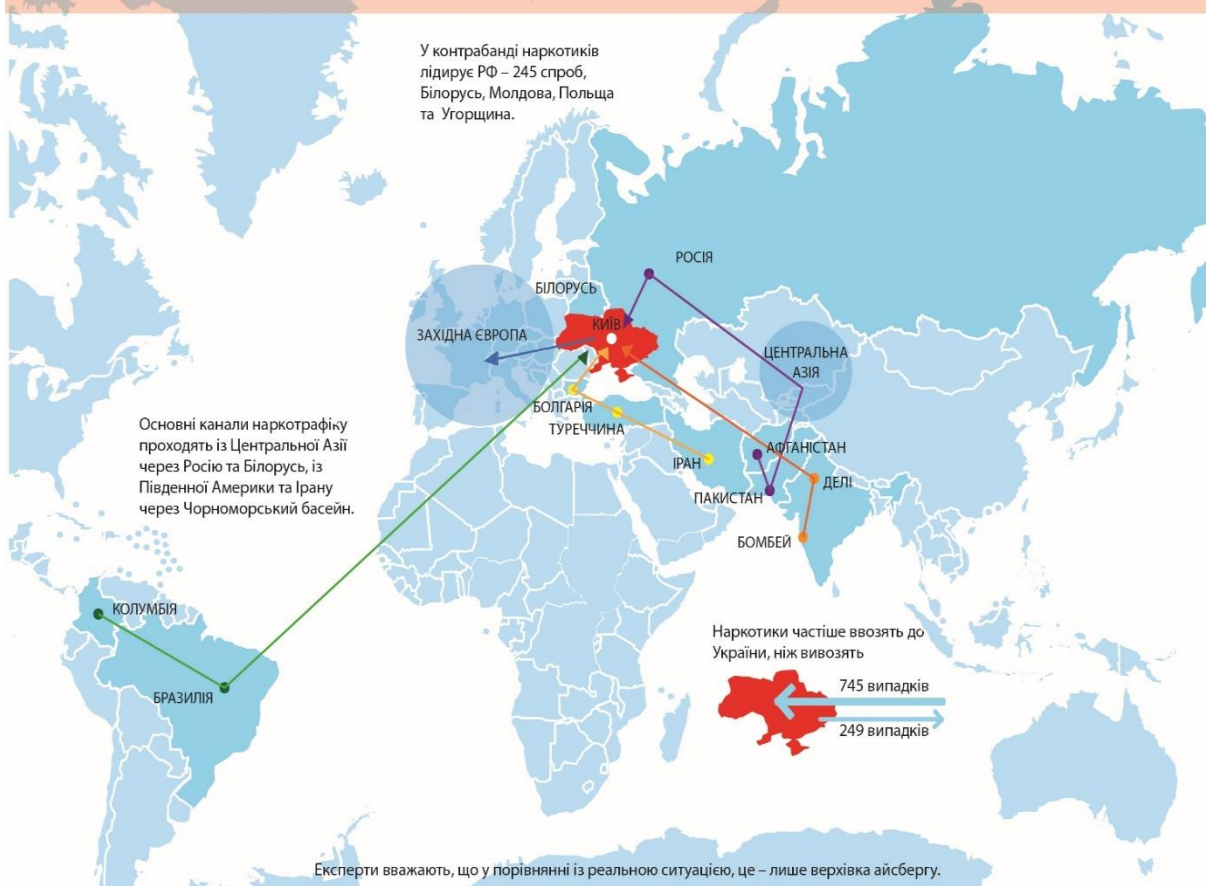 У контрабанді наркотиків
лідирує РФ – 245 спроб,
Білорусь, Молдова, Польща
та Угорщина.
РОСІЯ
БІЛОРУСЬ
КИЇВ
ЗАХІДНА ЄВРОПА
ЦЕНТРАЛЬНА
АЗІЯ
БОЛГАРІЯ
ТУРЕЧЧИНА
Основні канали наркотрафіку
проходять із Центральної Азії
через Росію та Білорусь, із
Південної Америки та Ірану
через Чорноморський басейн.
АФГАНІСТАН
ІРАН
ДЕЛІ
ПАКИСТАН
БОМБЕЙ
КОЛУМБІЯ
БРАЗИЛІЯ
Наркотики частіше ввозять до
України, ніж вивозять
745 випадків
249 випадків
Експерти вважають, що у порівнянні із реальною ситуацією, це – лише верхівка айсбергу.